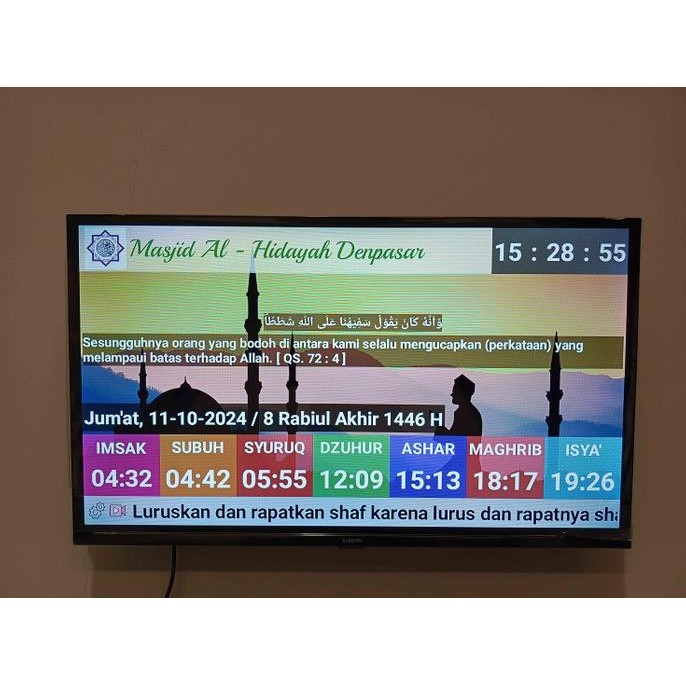 Masjid Al - Hidayah Denpasar
15 : 28 : 55
وَأَنَّهُ كَانَ يَقُولُ سَفِيهُنَا عَلَى اللَّهِ شَطَطًا
Sesungguhnya orang yang bodoh di antara kami selalu mengucapkan (perkataan) yang
melampaui batas terhadap Allah. [ QS. 72 : 4 ]
Jum'at, 11-10-2024 / 8 Rabiul Akhir 1446 H
IMSAK SUBUH SYURUQ DZUHUR ASHAR MAGHRIB ISYA'
04:32 04:42 05:55 12:09 15:13 18:17 19:26
Luruskan dan rapatkan shaf karena lurus dan rapatnya sha
xiaomi